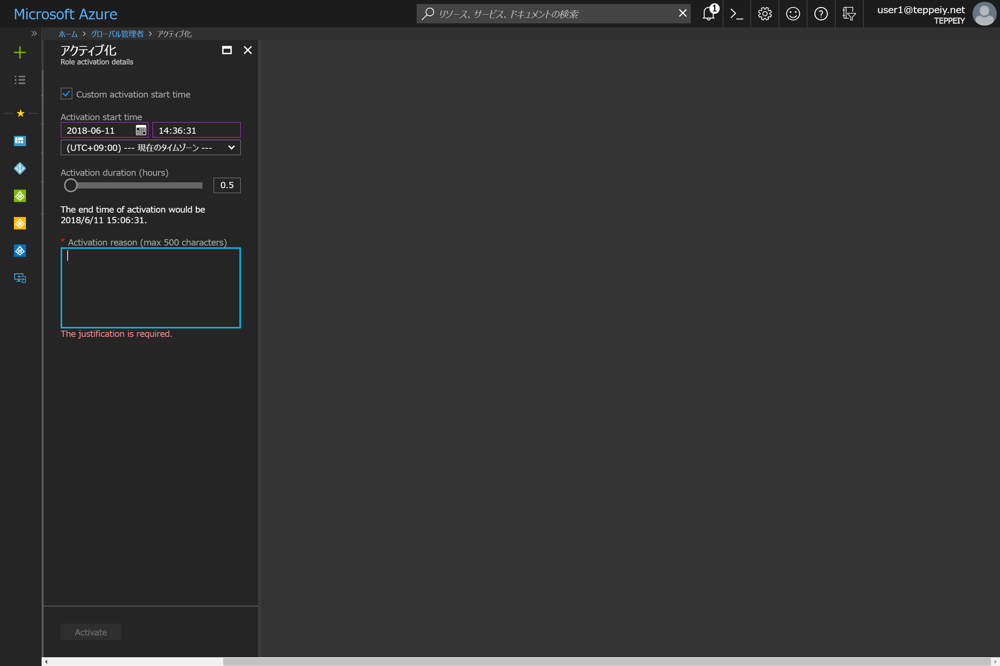 Microsoft Azure
リソース、サービス、ドキュメントの検索
1
user1@teppeiy.net
TEPPEIY
ホーム > グローバル管理者 > アクティブ化
アクティブ化
Role activation details
Custom activation start time
Activation start time
2018-06-11 14:36:31
(UTC+09:00) --- 現在のタイムゾーン ---
Activation duration (hours)
0.5
The end time of activation would be
2018/6/11 15:06:31.
* Activation reason (max 500 characters)
The justification is required.
Activate